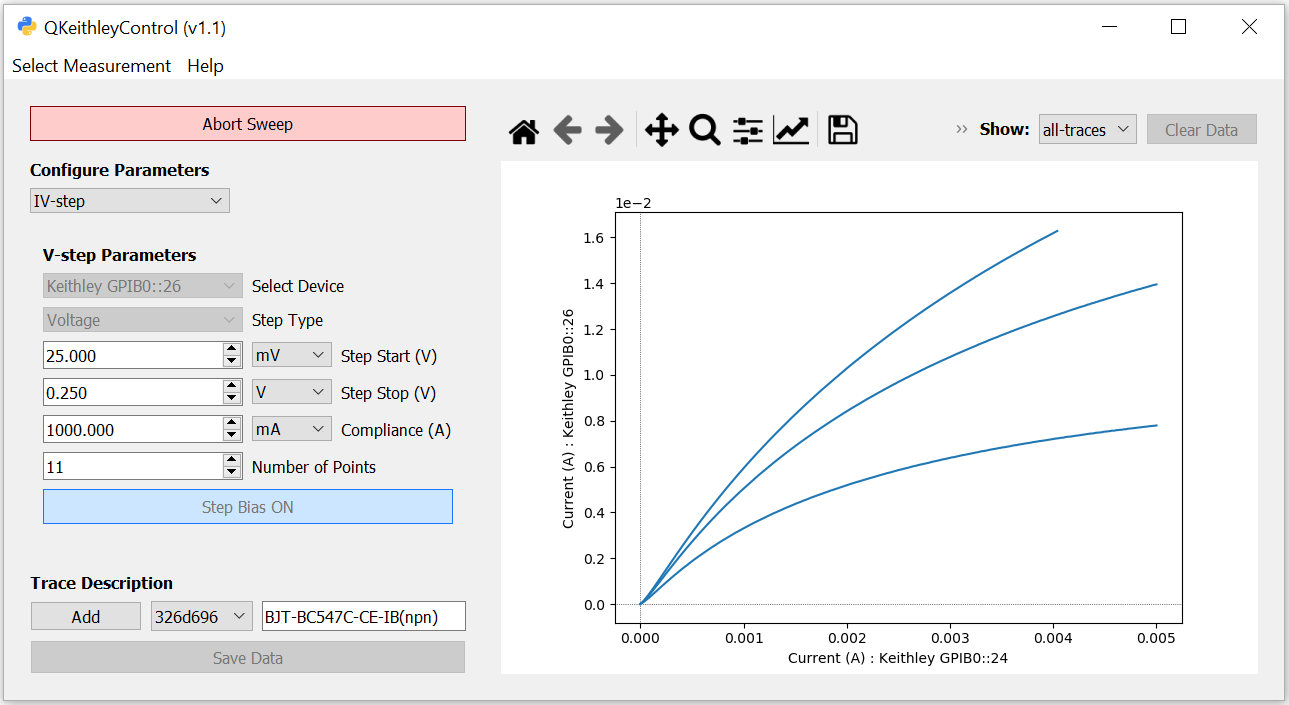 QKeithleyControl (v1.1)
Select Measurement Help
Abort Sweep
Configure Parameters
IV-step
V-step Parameters
Keithley GPIB0::26 Select Device
Voltage Step Type
25.000 mV Step Start (V)
0.250 V Step Stop (V)
1000.000 mA Compliance (A)
11 Number of Points
Step Bias ON
Trace Description
Add 326d696 BJT-BC547C-CE-IB(npn)
Save Data
Show: all-traces Clear Data
1e−2
1.6
1.4
1.2
1.0
0.8
0.6
0.4
0.2
0.0
Current (A) : Keithley GPIB0::26
0.000 0.001 0.002 0.003 0.004 0.005
Current (A) : Keithley GPIB0::24